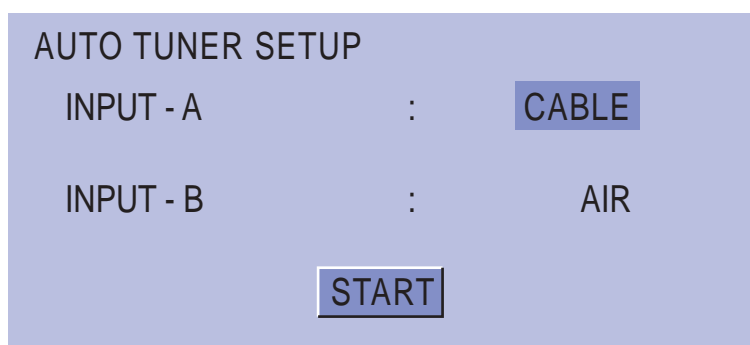 AUTO TUNER SETUP
INPUT - A : CABLE
INPUT - B : AIR
START